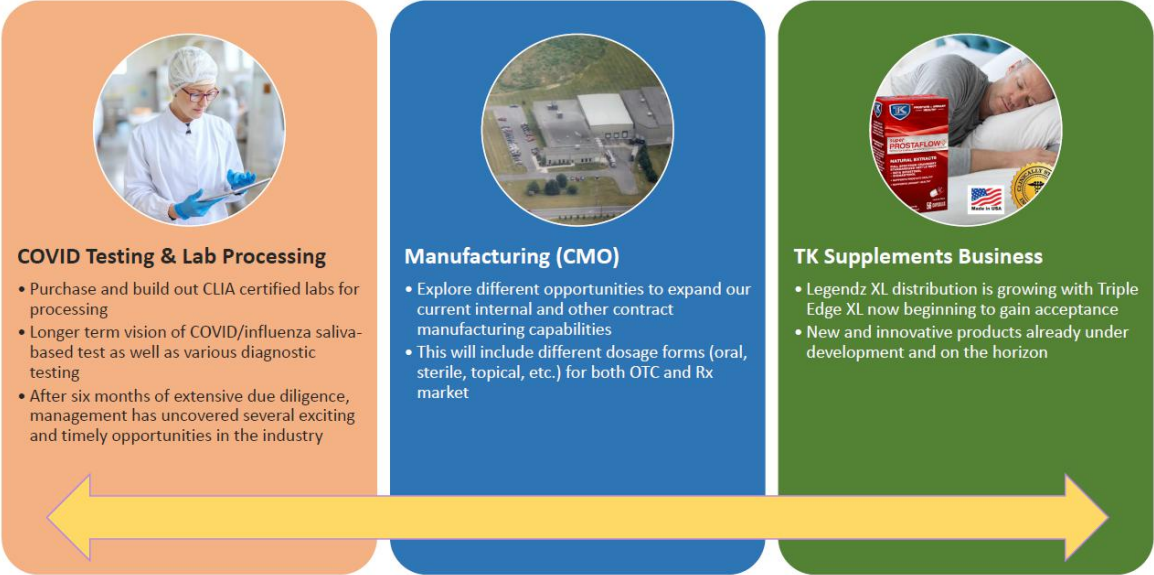 COVID Testing & Lab Processing
• Purchase and build out CLIA certified labs for
processing
• Longer term vision of COVID/influenza saliva-
based test as well as various diagnostic
testing
• After six months of extensive due diligence,
management has uncovered several exciting
and timely opportunities in the industry
Manufacturing (CMO)
• Explore different opportunities to expand our
current internal and other contract
manufacturing capabilities
• This will include different dosage forms (oral,
sterile, topical, etc.) for both OTC and Rx
market
TK
super
PROSTAFLOW
NATURAL EXTRACTS
Made in USA
CLINICALLY
TK Supplements Business
• Legendz XL distribution is growing with Triple
Edge XL now beginning to gain acceptance
• New and innovative products already under
development and on the horizon